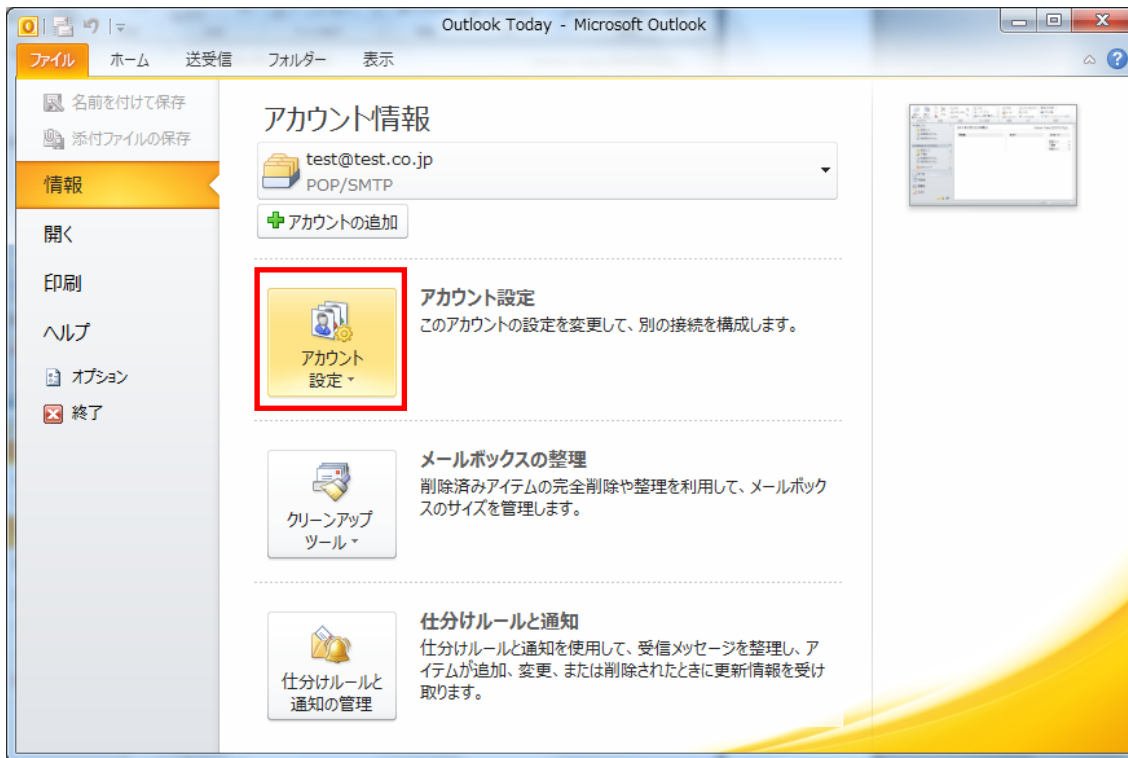 Outlook Today - Microsoft Outlook
ファイル ホーム 送受信 フォルダー 表示
名前を付けて保存
添付ファイルの保存
情報
開く
印刷
ヘルプ
オプション
終了
アカウント情報
test@test.co.jp
POP/SMTP
アカウントの追加
アカウント
設定
アカウント設定
このアカウントの設定を変更して、別の接続を構成します。
クリーンアップ
ツール
メールボックスの整理
削除済みアイテムの完全削除や整理を利用して、メールボック
スのサイズを管理します。
仕分けルールと
通知の管理
仕分けルールと通知
仕分けルールと通知を使用して、受信メッセージを整理し、ア
イテムが追加、変更、または削除されたときに更新情報を受け
取ります。